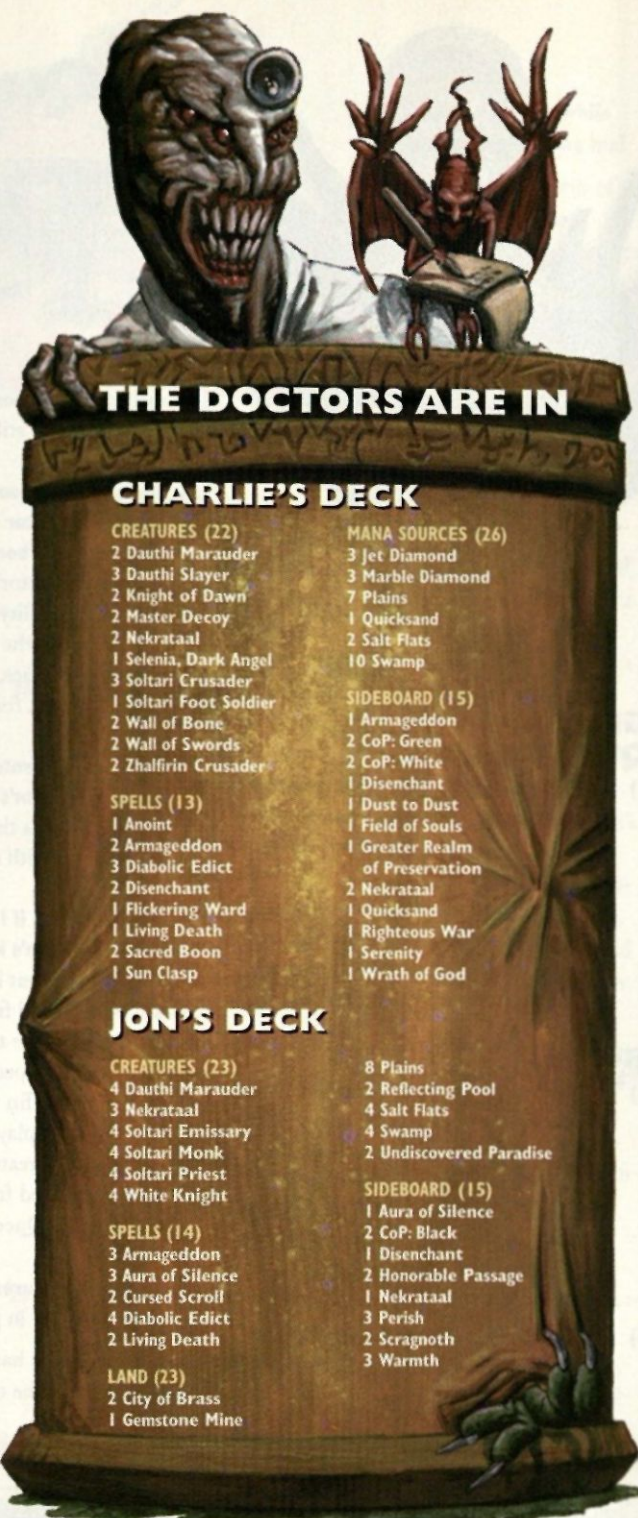 THE DOCTORS ARE IN
CHARLIE'S DECK
CREATURES (22)
2 Dauthi Marauder
3 Dauthi Slayer
2 Knight of Dawn
2 Master Decoy
2 Nekrataal
1 Selenia, Dark Angel
3 Soltari Crusader
1 Soltari Foot Soldier
2 Wall of Bone
2 Wall of Swords
2 Zhalfirin Crusader
SPELLS (13)
1 Anoint
2 Armageddon
3 Diabolic Edict
2 Disenchant
1 Flickering Ward
1 Living Death
2 Sacred Boon
1 Sun Clasp
MANA SOURCES (26)
3 Jet Diamond
3 Marble Diamond
7 Plains
1 Quicksand
2 Salt Flats
10 Swamp
SIDEBOARD (15)
1 Armageddon
2 CoP: Green
2 CoP: White
1 Disenchant
1 Dust to Dust
1 Field of Souls
1 Greater Realm
of Preservation
2 Nekrataal
1 Quicksand
1 Righteous War
1 Serenity
1 Wrath of God
JON'S DECK
CREATURES (23)
4 Dauthi Marauder
3 Nekrataal
4 Soltari Emissary
4 Soltari Monk
4 Soltari Priest
4 White Knight
SPELLS (14)
3 Armageddon
3 Aura of Silence
2 Cursed Scroll
4 Diabolic Edict
2 Living Death
LAND (23)
2 City of Brass
1 Gemstone Mine
8 Plains
2 Reflecting Pool
4 Salt Flats
4 Swamp
2 Undiscovered Paradise
SIDEBOARD (15)
1 Aura of Silence
2 CoP: Black
1 Disenchant
2 Honorable Passage
1 Nekrataal
3 Perish
2 Scragnoth
3 Warmth